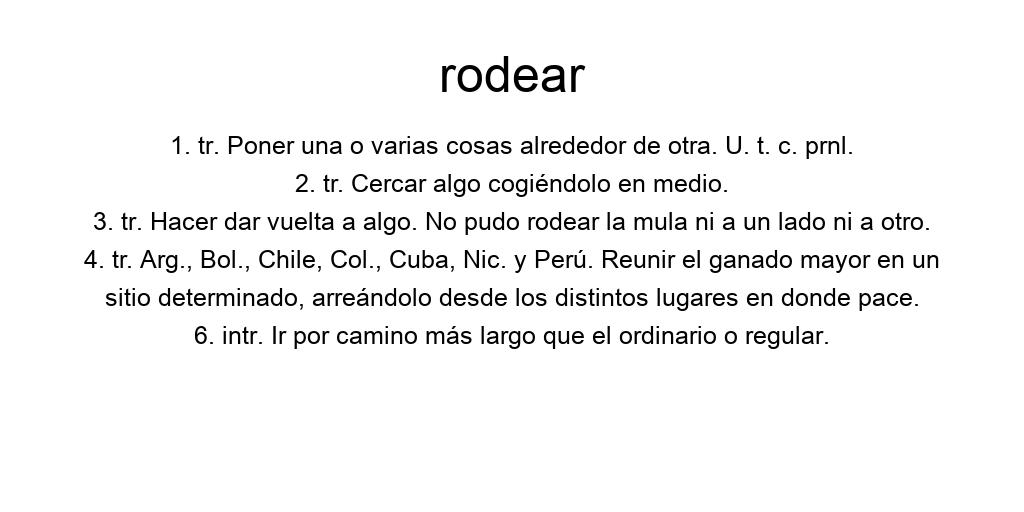 rodear
1. tr. Poner una o varias cosas alrededor de otra. U. t. c. prnl.
2. tr. Cercar algo cogiéndolo en medio.
3. tr. Hacer dar vuelta a algo. No pudo rodear la mula ni a un lado ni a otro.
4. tr. Arg., Bol., Chile, Col., Cuba, Nic. y Perú. Reunir el ganado mayor en un
sitio determinado, arreándolo desde los distintos lugares en donde pace.
6. intr. Ir por camino más largo que el ordinario o regular.